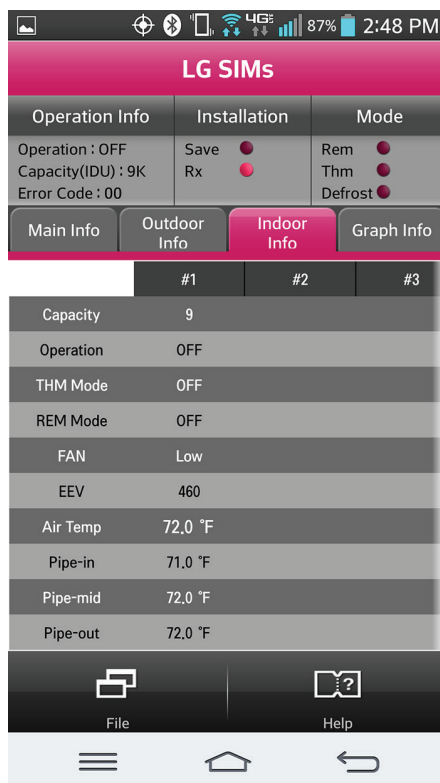 4G 87% 2:48 PM
LG SIMs
Operation Info Installation Mode
Operation : OFF Save Rem
Capacity(IDU) : 9K Rx Thm
Error Code : 00 Defrost
Main Info Outdoor Info Indoor Info Graph Info
#1 #2 #3
Capacity 9
Operation OFF
THM Mode OFF
REM Mode OFF
FAN Low
EEV 460
Air Temp 72.0 °F
Pipe-in 71.0 °F
Pipe-mid 72.0 °F
Pipe-out 72.0 °F
?
File Help